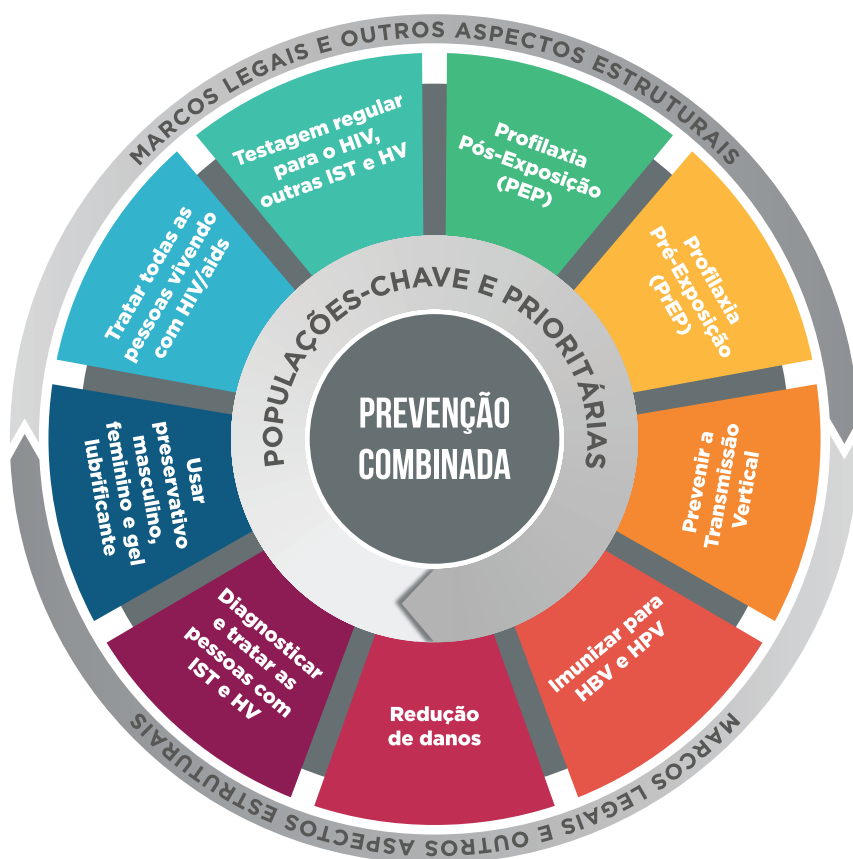 MARCOS LEGAIS E OUTROS ASPECTOS ESTRUTURAIS
Testagem regular
para o HIV,
outras IST e HV
Profilaxia
Pós-Exposição
(PEP)
Profilaxia
Pré-Exposição
(PrEP)
Prevenir a
Transmissão
Vertical
Imunizar para
HBV e HPV
Redução
de danos
Diagnosticar
e tratar as
pessoas com
IST e HV
Usar
preservativo
masculino,
feminino e gel
lubrificante
Tratar todas as
pessoas vivendo
com HIV/aids
POPULAÇÕES-CHAVE E PRIORITÁRIAS
PREVENÇÃO
COMBINADA
MARCOS LEGAIS E OUTROS ASPECTOS ESTRUTURAIS